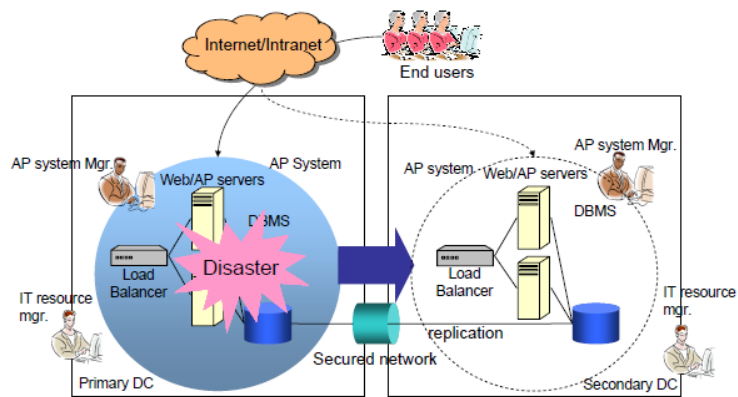 Internet/Intranet
End users
AP system Mgr.
AP System
Web/AP servers
DBMS
Disaster
Load
Balancer
IT resource
mgr.
Primary DC
Secured network
replication
AP system Mgr.
AP system
Web/AP servers
DBMS
Load
Balancer
IT resource
mgr.
Secondary DC